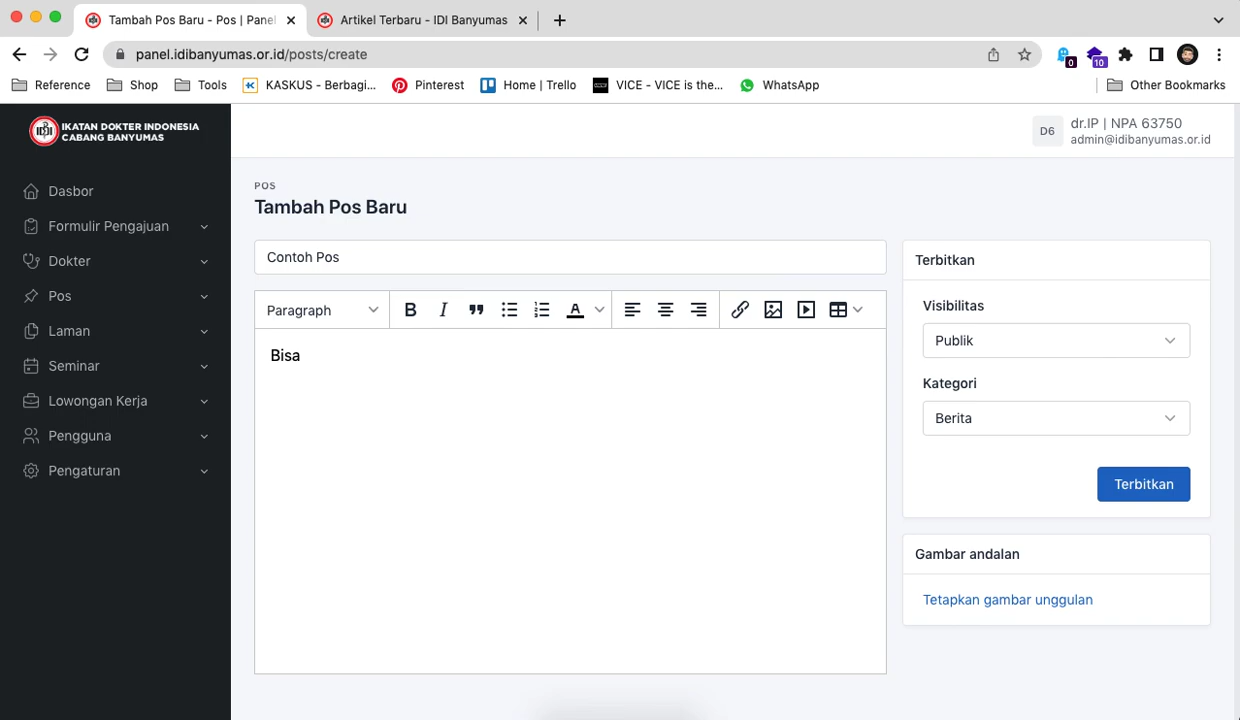 Tambah Pos Baru - Pos | Panel
Artikel Terbaru - IDI Banyumas
panel.idibanyumas.or.id/posts/create
0
10
Reference
Shop
Tools
KASKUS - Berbagi...
Pinterest
Home | Trello
VICE - VICE is the...
WhatsApp
Other Bookmarks
IDI
IKATAN DOKTER INDONESIA
CABANG BANYUMAS
D6
dr.IP | NPA 63750
admin@idibanyumas.or.id
Dasbor
Formulir Pengajuan
Dokter
Pos
Laman
Seminar
Lowongan Kerja
Pengguna
Pengaturan
POS
Tambah Pos Baru
Contoh Pos
Paragraph
B I A
Bisa
Terbitkan
Visibilitas
Publik
Kategori
Berita
Terbitkan
Gambar andalan
Tetapkan gambar unggulan